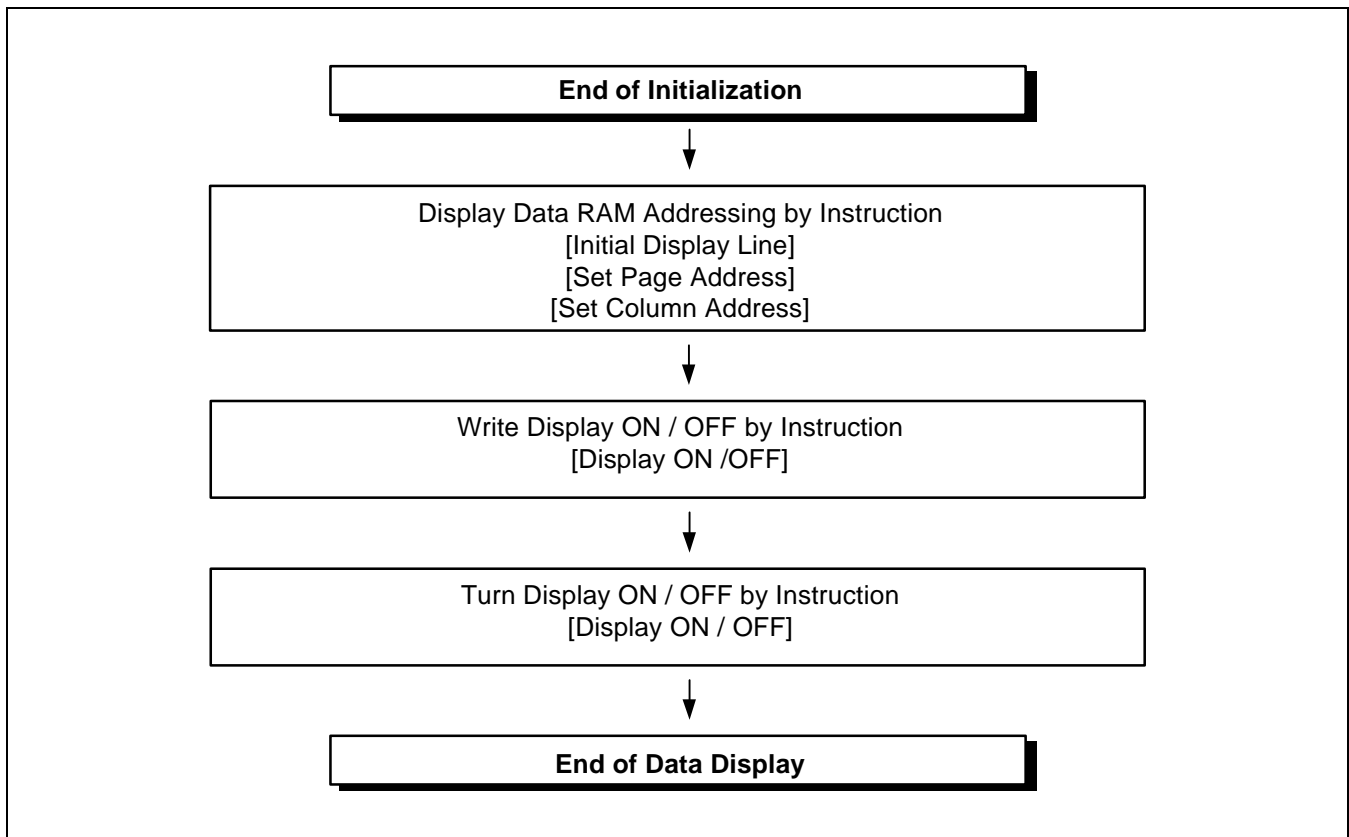 End of Initialization
Display Data RAM Addressing by Instruction
[Initial Display Line]
[Set Page Address]
[Set Column Address]
Write Display ON / OFF by Instruction
[Display ON /OFF]
Turn Display ON / OFF by Instruction
[Display ON / OFF]
End of Data Display